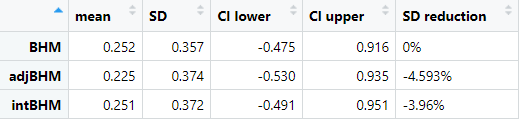 mean SD CI lower CI upper SD reduction
BHM 0.252 0.357 -0.475 0.916 0%
adjBHM 0.225 0.374 -0.530 0.935 -4.593%
intBHM 0.251 0.372 -0.491 0.951 -3.96%